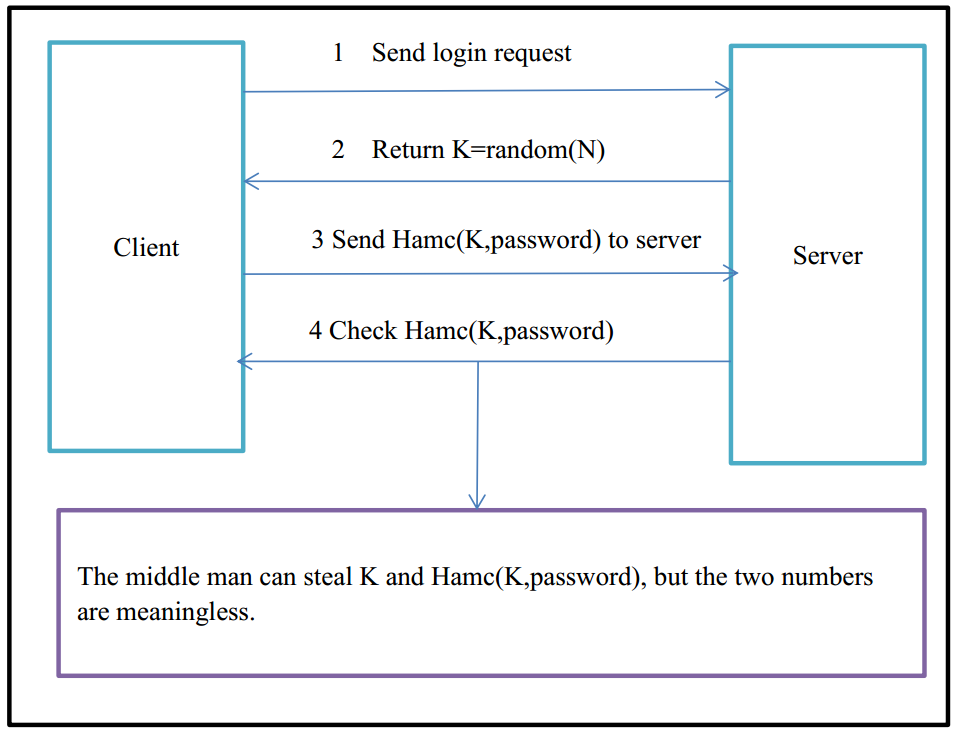 1 Send login request
2 Return K=random(N)
3 Send Hamc(K,password) to server
Client
Server
4 Check Hamc(K,password)
The middle man can steal K and Hamc(K,password), but the two numbers
are meaningless.